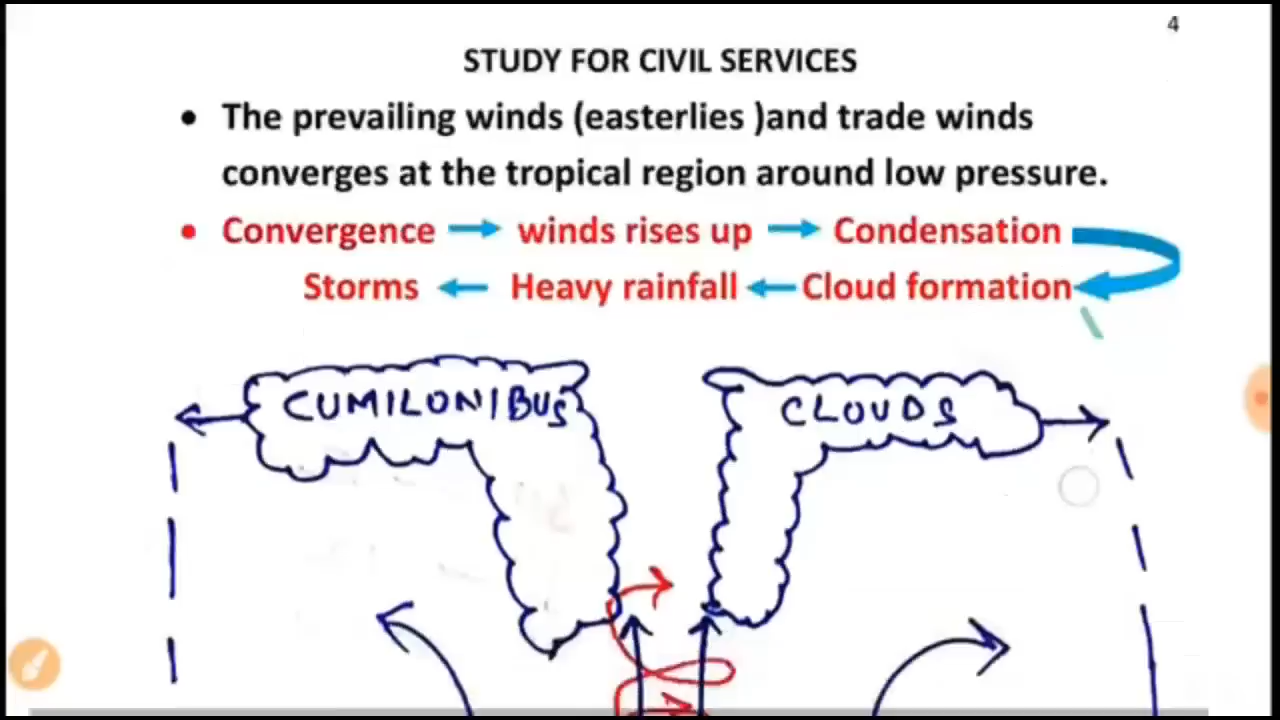 4
STUDY FOR CIVIL SERVICES
• The prevailing winds (easterlies )and trade winds
converges at the tropical region around low pressure.
• Convergence → winds rises up → Condensation
Storms ← Heavy rainfall ← Cloud formation
CUMILONIBUS CLOUDS